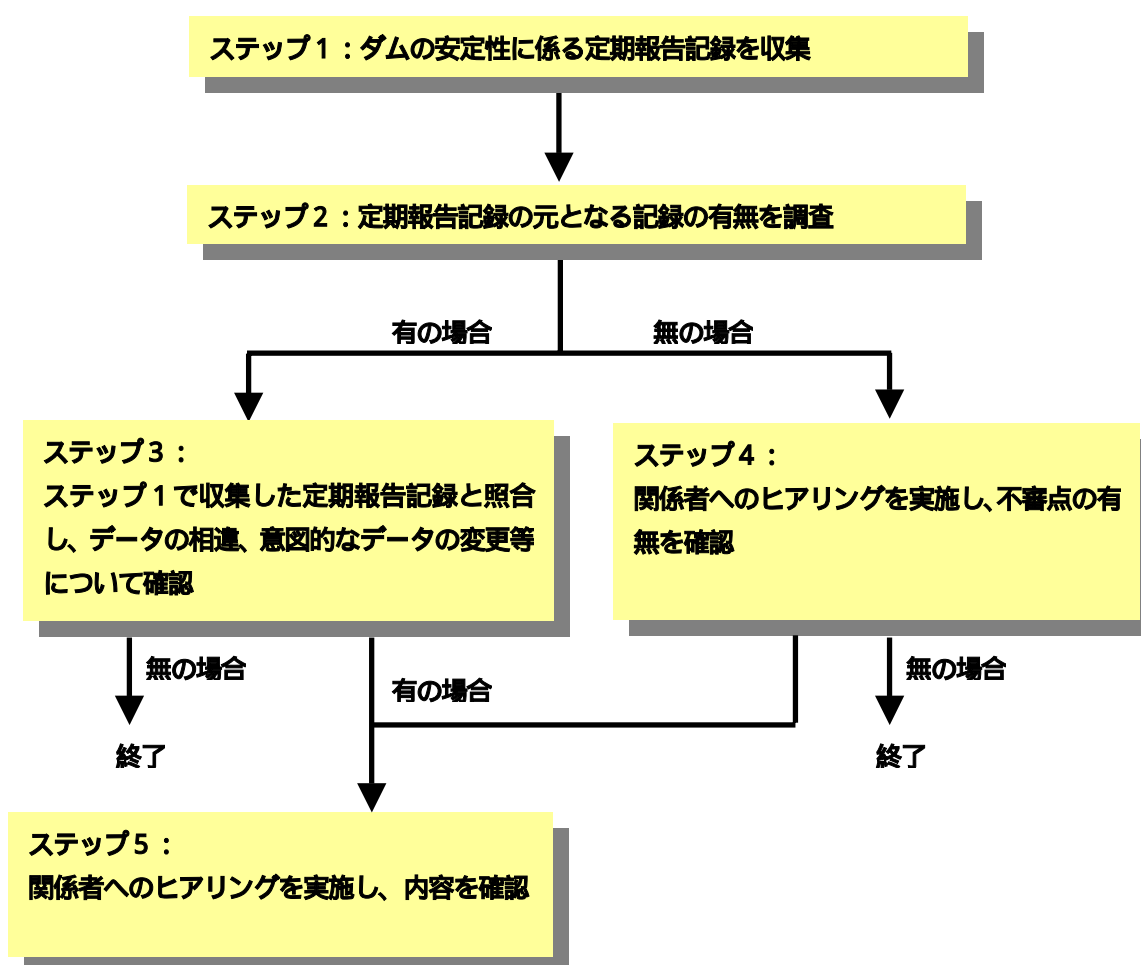 ステップ1：ダムの安定性に係る定期報告記録を収集
ステップ2：定期報告記録の元となる記録の有無を調査
有の場合
無の場合
ステップ3：
ステップ1で収集した定期報告記録と照合
し、データの相違、意図的なデータの変更等
について確認
ステップ4：
関係者へのヒアリングを実施し、不審点の有
無を確認
無の場合
有の場合
無の場合
終了
終了
ステップ5：
関係者へのヒアリングを実施し、内容を確認